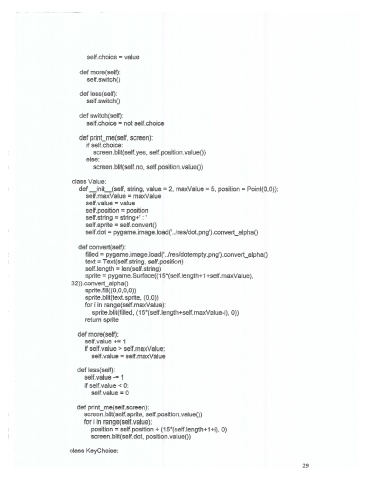 self.choice = value
def more(self):
self.switch()
def less(self):
self.switch()
def switch(self):
self.choice = not self.choice
def print_me(self, screen):
if self.choice:
screen.blit(self.yes, self.position.value())
else:
screen.blit(self.no, self.position.value())
class Value:
def __init__(self, string, value = 2, maxValue = 5, position = Point(0,0)):
self.maxValue = maxValue
self.value = value
self.position = position
self.string = string+' : '
self.sprite = self.convert()
self.dot = pygame.image.load('../res/dot.png').convert_alpha()
def convert(self):
filled = pygame.image.load('../res/dotempty.png').convert_alpha()
text = Text(self.string, self.position)
self.length = len(self.string)
sprite = pygame.Surface((15*(self.length+1+self.maxValue),
32)).convert_alpha()
sprite.fill((0,0,0,0))
sprite.blit(text.sprite, (0,0))
for i in range(self.maxValue):
sprite.blit(filled, (15*(self.length+self.maxValue-i), 0))
return sprite
def more(self):
self.value += 1
if self.value > self.maxValue:
self.value = self.maxValue
def less(self):
self.value -= 1
if self.value < 0:
self.value = 0
def print_me(self,screen):
screen.blit(self.sprite, self.position.value())
for i in range(self.value):
position = self.position + (15*(self.length+1+i), 0)
screen.blit(self.dot, position.value())
class KeyChoice:
29